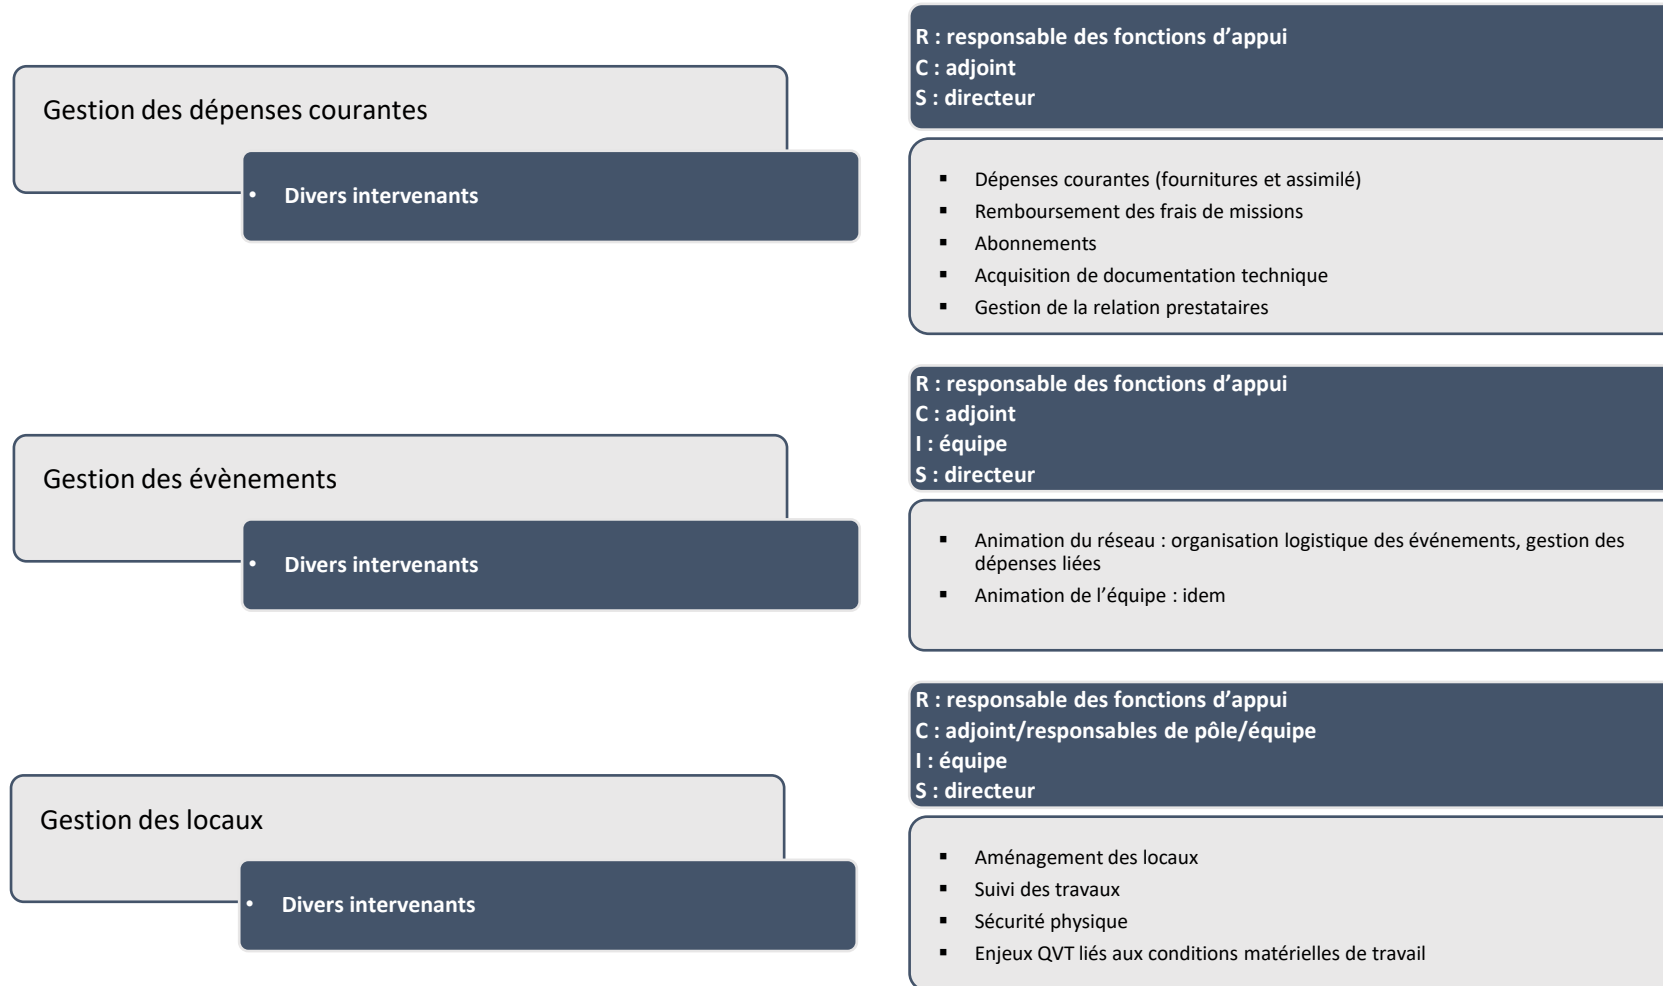 Gestion des dépenses courantes
• Divers intervenants
R : responsable des fonctions d’appui
C : adjoint
S : directeur
▪ Dépenses courantes (fournitures et assimilé)
▪ Remboursement des frais de missions
▪ Abonnements
▪ Acquisition de documentation technique
▪ Gestion de la relation prestataires
Gestion des évènements
• Divers intervenants
R : responsable des fonctions d’appui
C : adjoint
I : équipe
S : directeur
▪ Animation du réseau : organisation logistique des événements, gestion des
dépenses liées
▪ Animation de l’équipe : idem
Gestion des locaux
• Divers intervenants
R : responsable des fonctions d’appui
C : adjoint/responsables de pôle/équipe
I : équipe
S : directeur
▪ Aménagement des locaux
▪ Suivi des travaux
▪ Sécurité physique
▪ Enjeux QVT liés aux conditions matérielles de travail